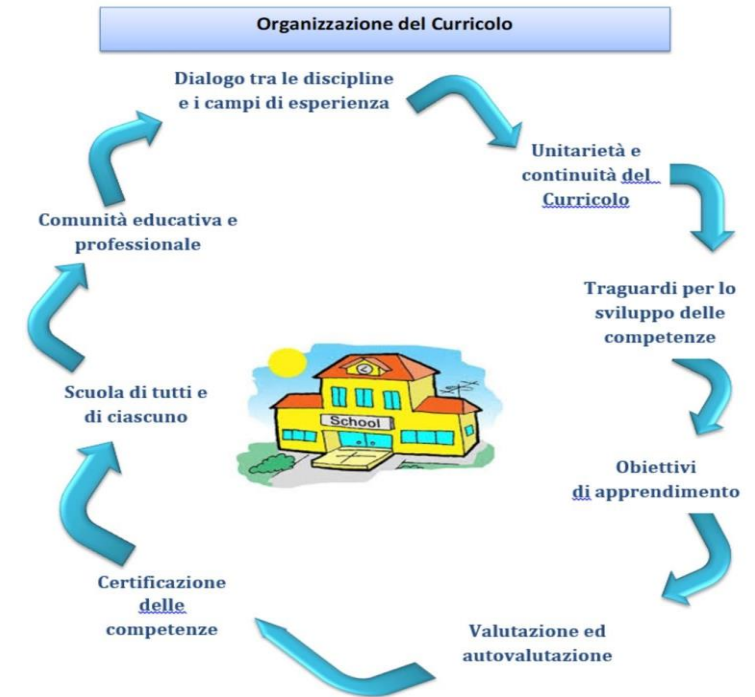 Organizzazione del Curricolo
Dialogo tra le discipline
e i campi di esperienza
Unitarietà e
continuità del
Curricolo
Traguardi per lo
sviluppo delle
competenze
Obiettivi
di apprendimento
Valutazione ed
autovalutazione
Certificazione
delle
competenze
Scuola di tutti e
di ciascuno
Comunità educativa e
professionale
School